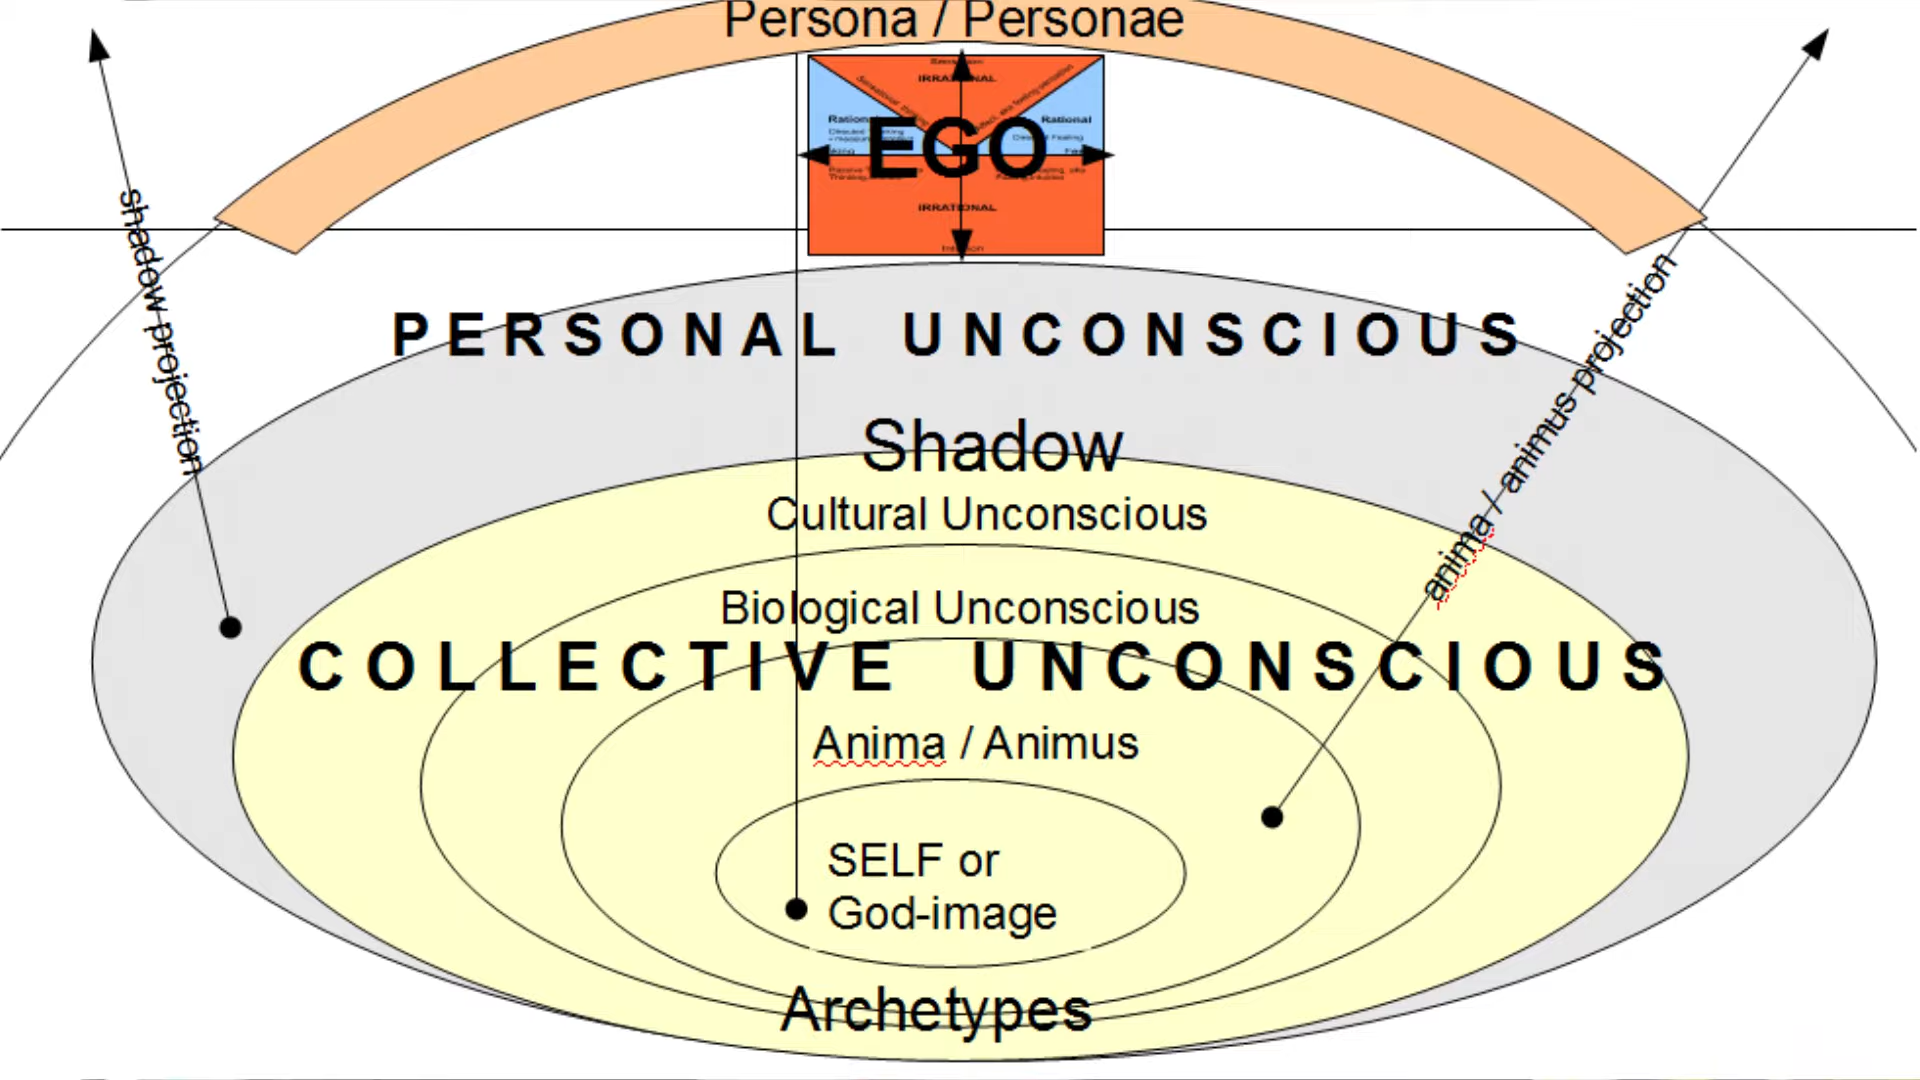 Persona / Personae
IRRATIONAL
Rational
Rational
EGO
IRRATIONAL
shadow projection
anima / animus projection
PERSONAL UNCONSCIOUS
Shadow
Cultural Unconscious
Biological Unconscious
COLLECTIVE UNCONSCIOUS
Anima / Animus
SELF or
God-image
Archetypes